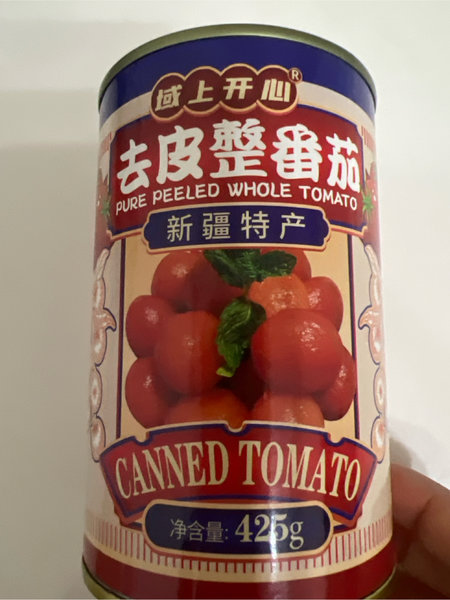 域上开心®
去皮整番茄
PURE PEELED WHOLE TOMATO
新疆特产
CANNED TOMATO
净含量: 425g